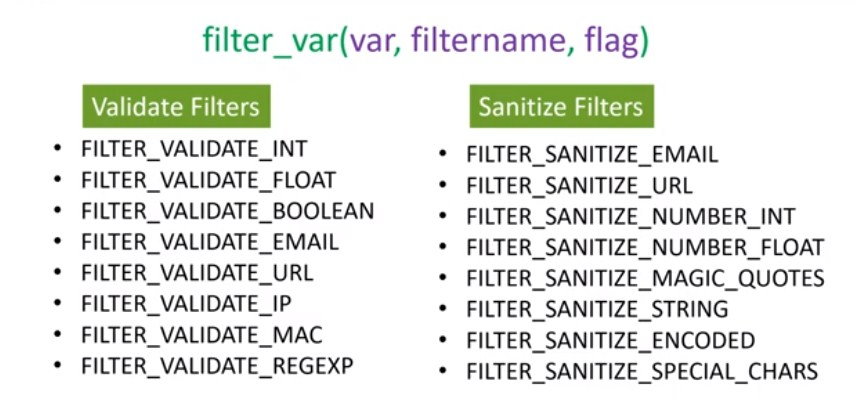 filter_var(var, filtername, flag)
Validate Filters
• FILTER_VALIDATE_INT
• FILTER_VALIDATE_FLOAT
• FILTER_VALIDATE_BOOLEAN
• FILTER_VALIDATE_EMAIL
• FILTER_VALIDATE_URL
• FILTER_VALIDATE_IP
• FILTER_VALIDATE_MAC
• FILTER_VALIDATE_REGEXP
Sanitize Filters
• FILTER_SANITIZE_EMAIL
• FILTER_SANITIZE_URL
• FILTER_SANITIZE_NUMBER_INT
• FILTER_SANITIZE_NUMBER_FLOAT
• FILTER_SANITIZE_MAGIC_QUOTES
• FILTER_SANITIZE_STRING
• FILTER_SANITIZE_ENCODED
• FILTER_SANITIZE_SPECIAL_CHARS